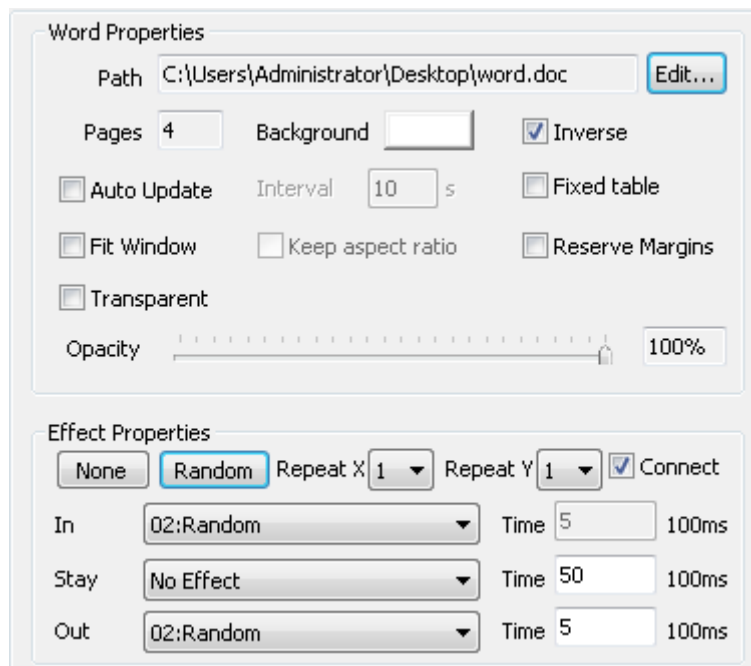 Word Properties
Path C:\Users\Administrator\Desktop\word.doc Edit...
Pages 4 Background Inverse
Auto Update Interval 10 s Fixed table
Fit Window Keep aspect ratio Reserve Margins
Transparent
Opacity 100%
Effect Properties
None Random Repeat X 1 Repeat Y 1 Connect
In 02:Random Time 5 100ms
Stay No Effect Time 50 100ms
Out 02:Random Time 5 100ms